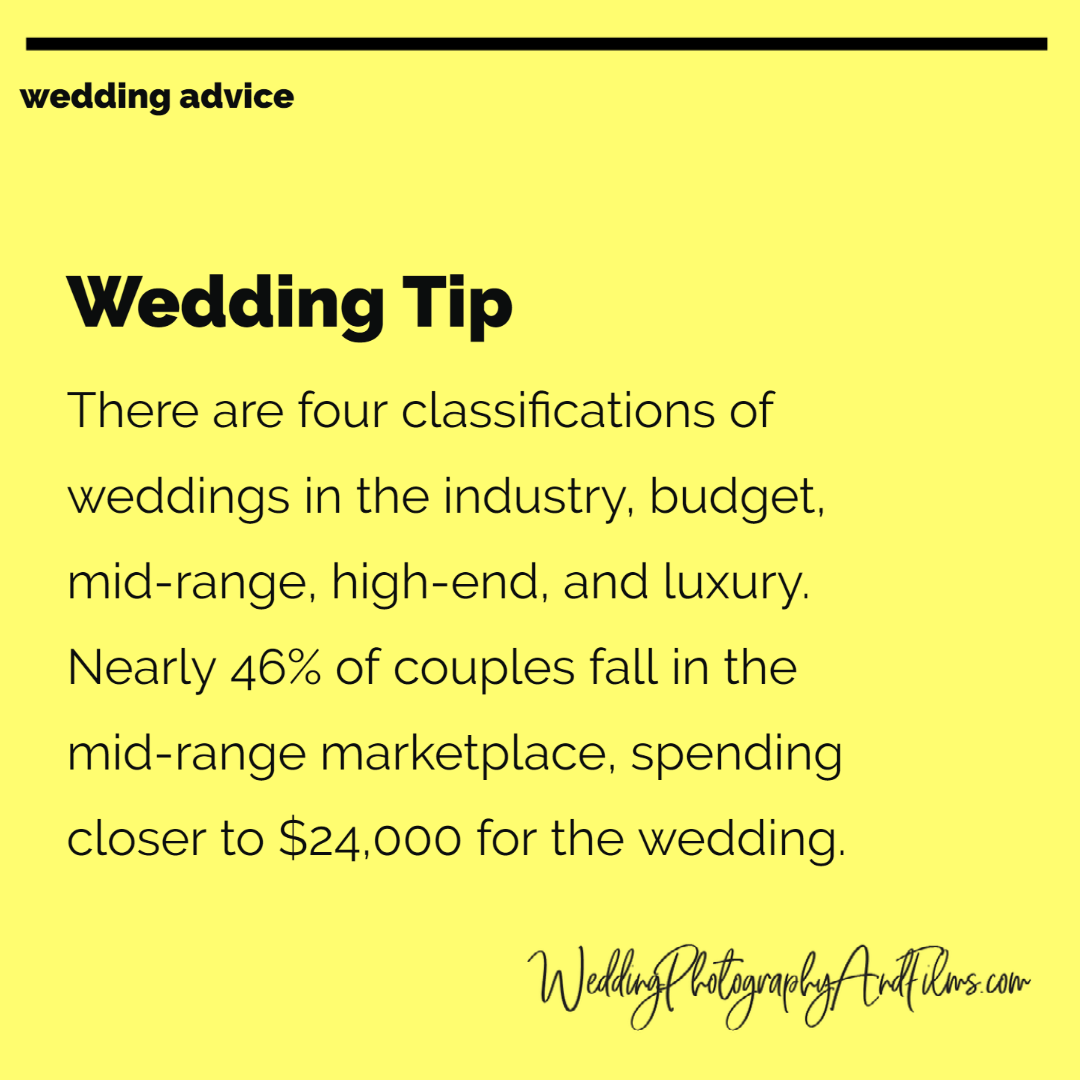 wedding advice
Wedding Tip
There are four classifications of
weddings in the industry, budget,
mid-range, high-end, and luxury.
Nearly 46% of couples fall in the
mid-range marketplace, spending
closer to $24,000 for the wedding.
WeddingPhotographyAndFilms.com